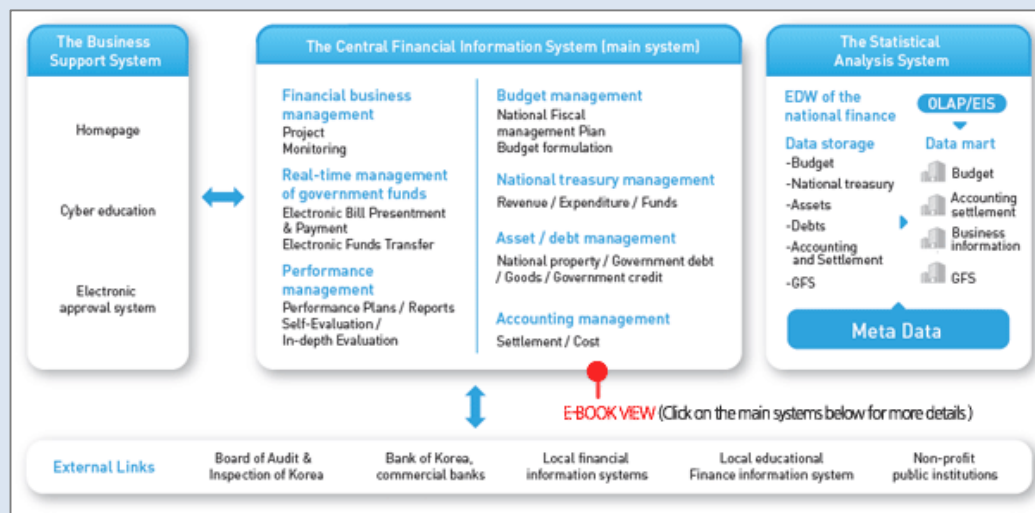 The Business
Support System
Homepage
Cyber education
Electronic
approval system
The Central Financial Information System (main system)
Financial business
management
Project
Monitoring
Real-time management
of government funds
Electronic Bill Presentment
& Payment
Electronic Funds Transfer
Performance
management
Performance Plans / Reports
Self-Evaluation /
In-depth Evaluation
Budget management
National Fiscal
management Plan
Budget formulation
National treasury management
Revenue / Expenditure / Funds
Asset / debt management
National property / Government debt
/ Goods / Government credit
Accounting management
Settlement / Cost
The Statistical
Analysis System
EDW of the
national finance
Data storage
-Budget
-National treasury
-Assets
-Debts
-Accounting
and Settlement
-GFS
OLAP/EIS
Data mart
Budget
Accounting
settlement
Business
information
GFS
Meta Data
E-BOOK VIEW (Click on the main systems below for more details )
External Links
Board of Audit &
Inspection of Korea
Bank of Korea,
commercial banks
Local financial
information systems
Local educational
Finance information system
Non-profit
public institutions